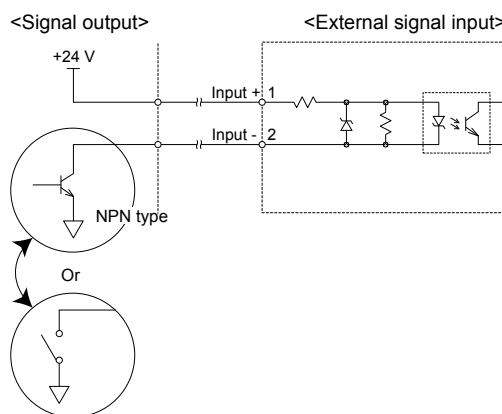 <Signal output>
<External signal input>
+24 V
Input + 1
Input - 2
NPN type
Or